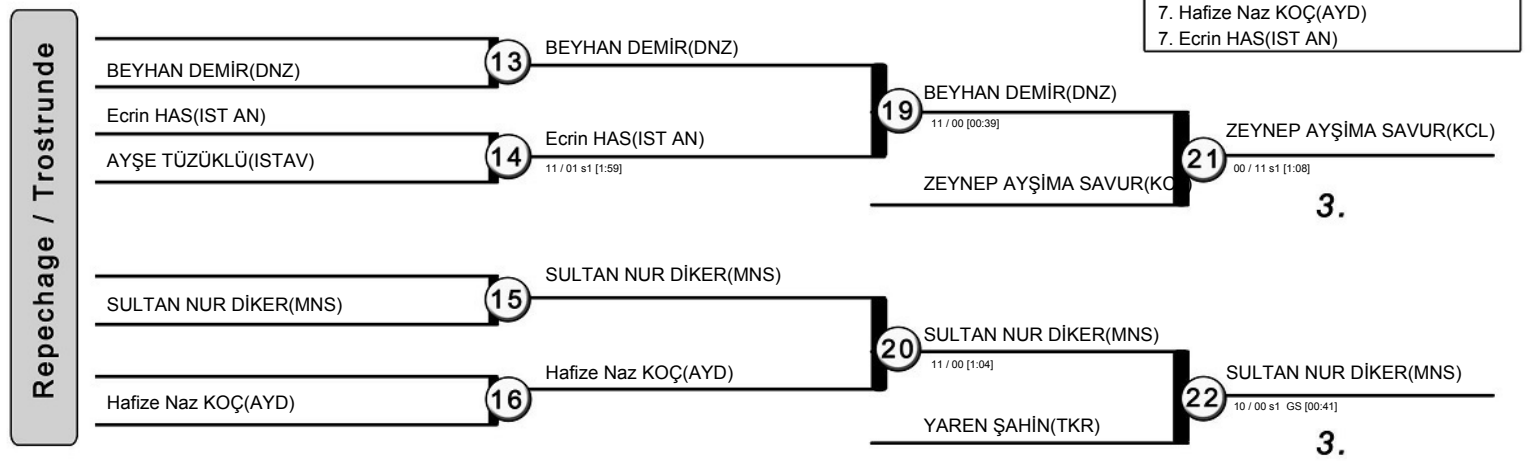 7. Hafize Naz KOÇ(AYD)
7. Ecrin HAS(IST AN)
Repechage / Trostrunde
BEYHAN DEMİR(DNZ)
13
BEYHAN DEMİR(DNZ)
Ecrin HAS(IST AN)
AYŞE TÜZÜKLÜ(ISTAV)
14
Ecrin HAS(IST AN)
11 / 01 s1 [1:59]
19
BEYHAN DEMİR(DNZ)
11 / 00 [00:39]
ZEYNEP AYŞİMA SAVUR(KC
21
ZEYNEP AYŞİMA SAVUR(KCL)
00 / 11 s1 [1:08]
3.
SULTAN NUR DİKER(MNS)
15
SULTAN NUR DİKER(MNS)
Hafize Naz KOÇ(AYD)
16
Hafize Naz KOÇ(AYD)
20
SULTAN NUR DİKER(MNS)
11 / 00 [1:04]
YAREN ŞAHİN(TKR)
22
SULTAN NUR DİKER(MNS)
10 / 00 s1 GS [00:41]
3.